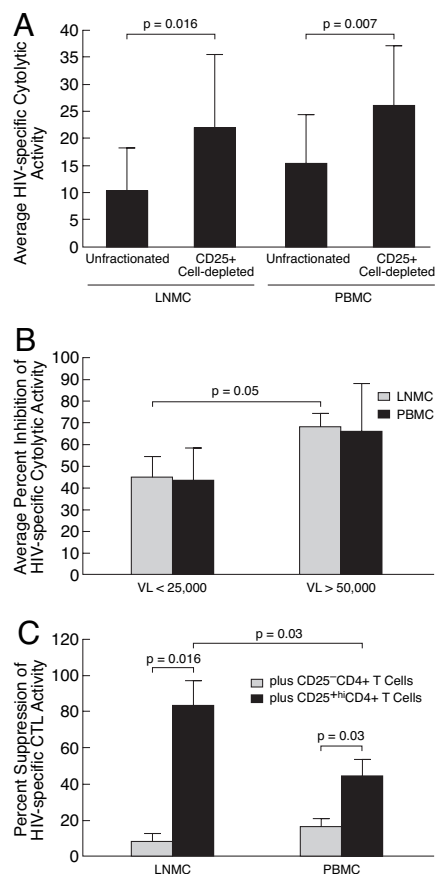 A
p = 0.016
p = 0.007
Average HIV-specific Cytolytic
Activity
40
35
30
25
20
15
10
5
0
Unfractionated
CD25+
Cell-depleted
Unfractionated
CD25+
Cell-depleted
LNMC
PBMC
B
Average Percent Inhibition of
HIV-specific Cytolytic Activity
100
90
80
70
60
50
40
30
20
10
0
p = 0.05
LNMC
PBMC
VL < 25,000
VL > 50,000
C
Percent Suppression of
HIV-specific CTL Activity
120
100
80
60
40
20
0
p = 0.03
p = 0.016
plus CD25⁻CD4+ T Cells
plus CD25⁺ʰⁱCD4+ T Cells
p = 0.03
LNMC
PBMC